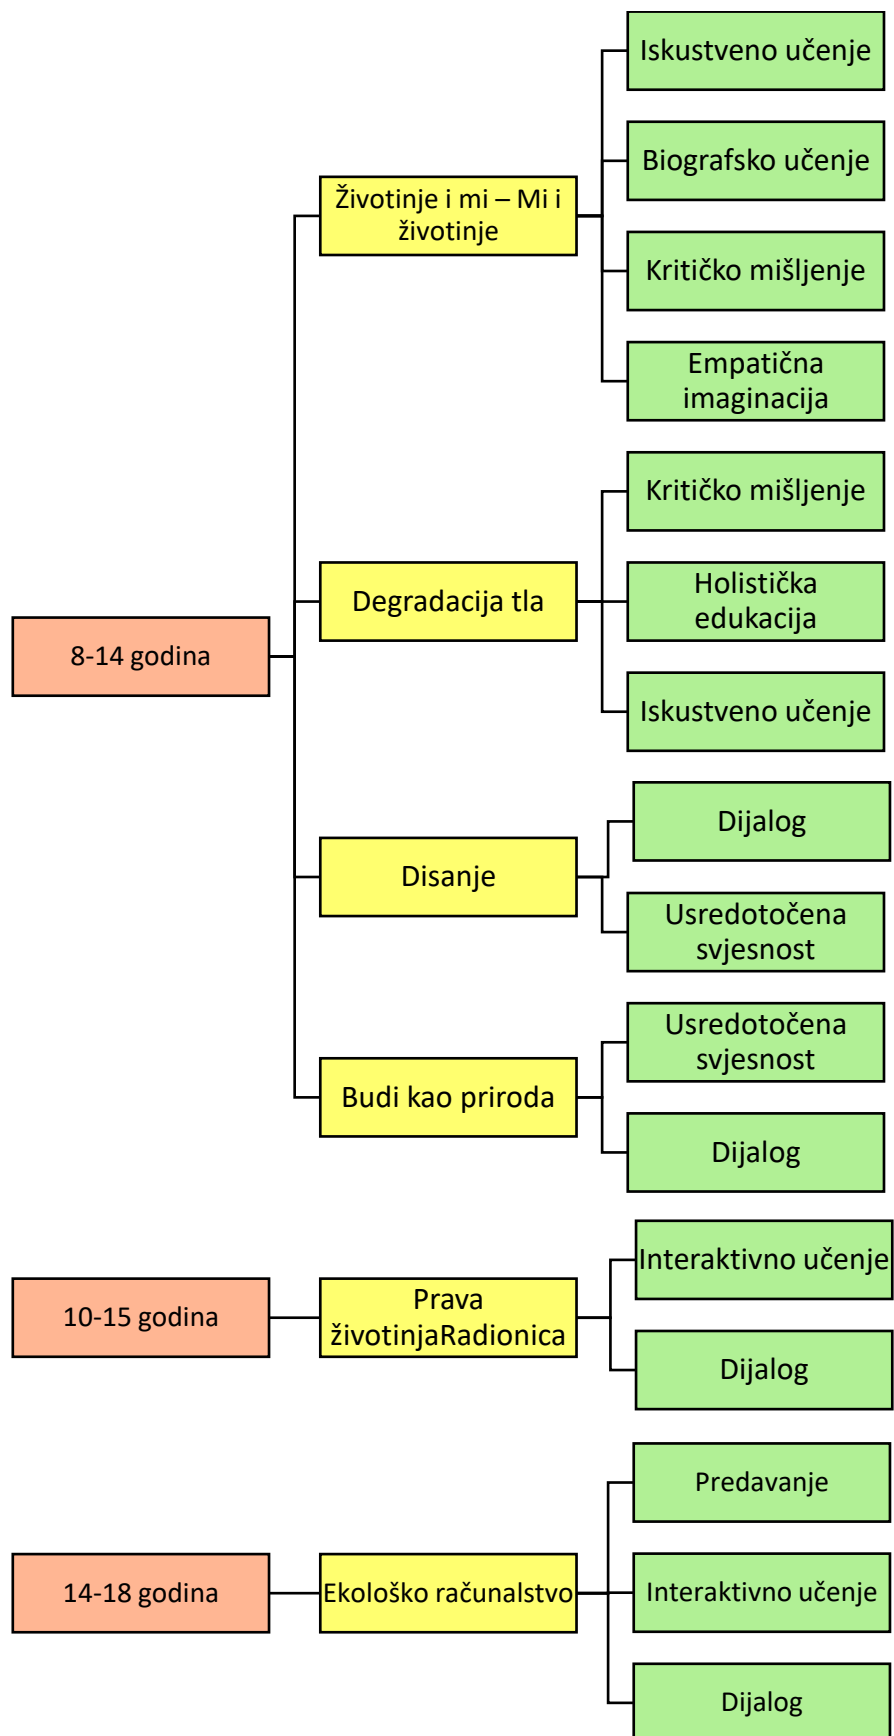 Iskustveno učenje
Biografsko učenje
Životinje i mi – Mi i
životinje
Kritičko mišljenje
Empatična
imaginacija
Kritičko mišljenje
Degradacija tla
Holistička
edukacija
8-14 godina
Iskustveno učenje
Dijalog
Disanje
Usredotočena
svjesnost
Usredotočena
svjesnost
Budi kao priroda
Dijalog
Interaktivno učenje
10-15 godina
Prava
životinjaRadionica
Dijalog
Predavanje
14-18 godina
Ekološko računalstvo
Interaktivno učenje
Dijalog